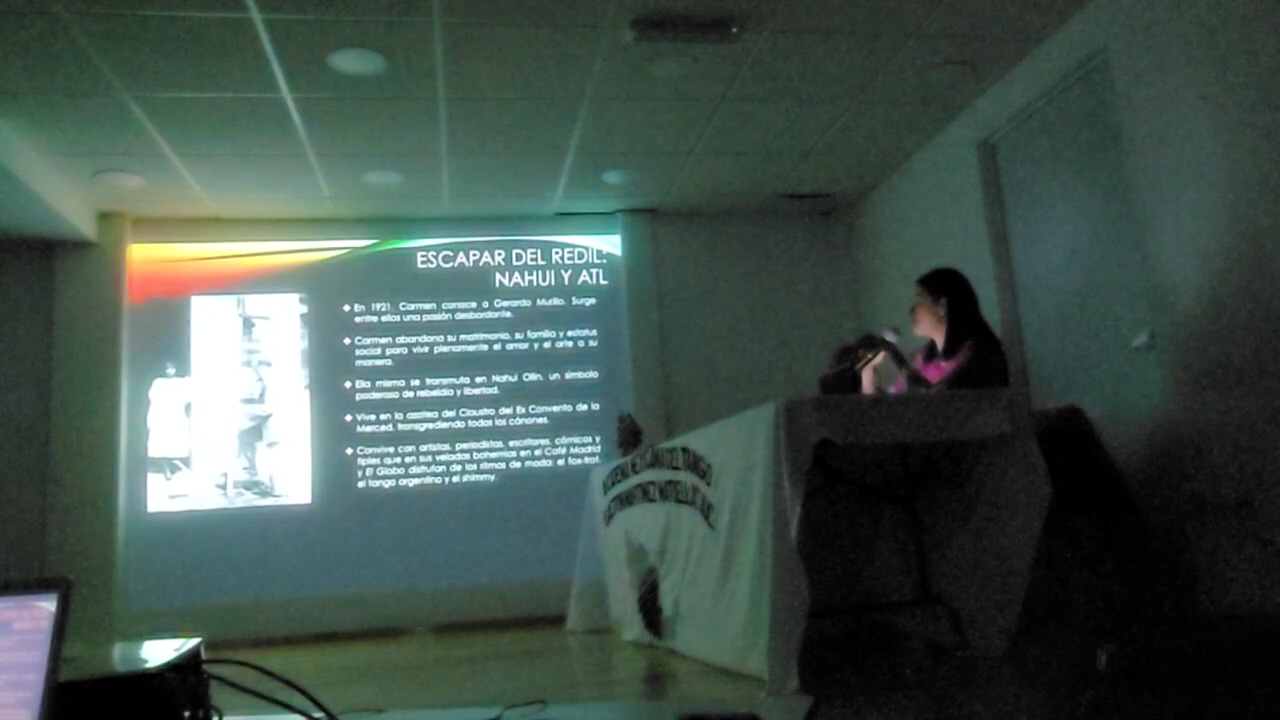 ESCAPAR DEL REDIL:
NAHUI Y ATL
❖ En 1921, Carmen conoce a Gerardo Murillo. Surge
entre ellos una pasión desbordante.
❖ Carmen abandona su matrimonio, su familia y estatus
social para vivir plenamente el amor y el arte a su
manera.
❖ Ella misma se transmuta en Nahui Ollin, un símbolo
poderoso de rebeldía y libertad.
❖ Vive en la azotea del Claustro del Ex Convento de la
Merced, transgrediendo todos los cánones.
❖ Convive con artistas, periodistas, escritores, cómicos y
tiples que en sus veladas bohemias en el Café Madrid
y El Globo disfrutan de los ritmos de moda: el fox-trot,
el tango argentino y el shimmy.
DEL TANGO